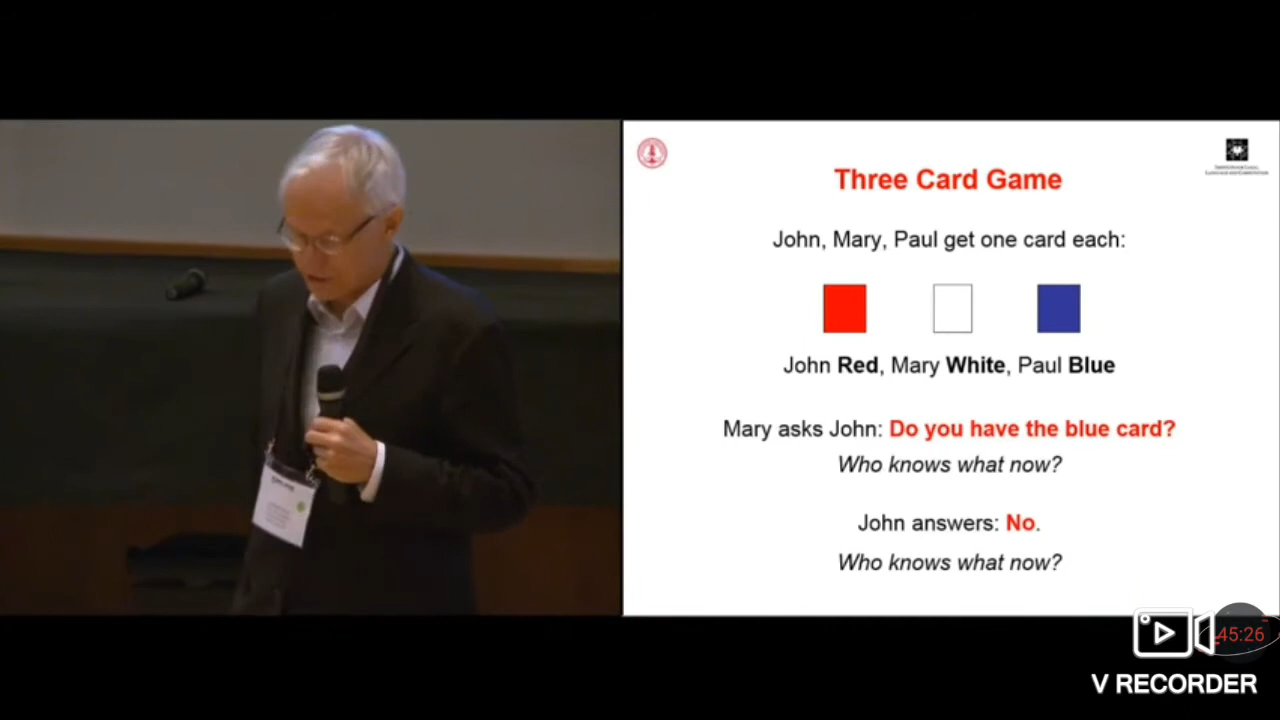 Three Card Game
John, Mary, Paul get one card each:
John Red, Mary White, Paul Blue
Mary asks John: Do you have the blue card?
Who knows what now?
John answers: No.
Who knows what now?
45:26
V RECORDER